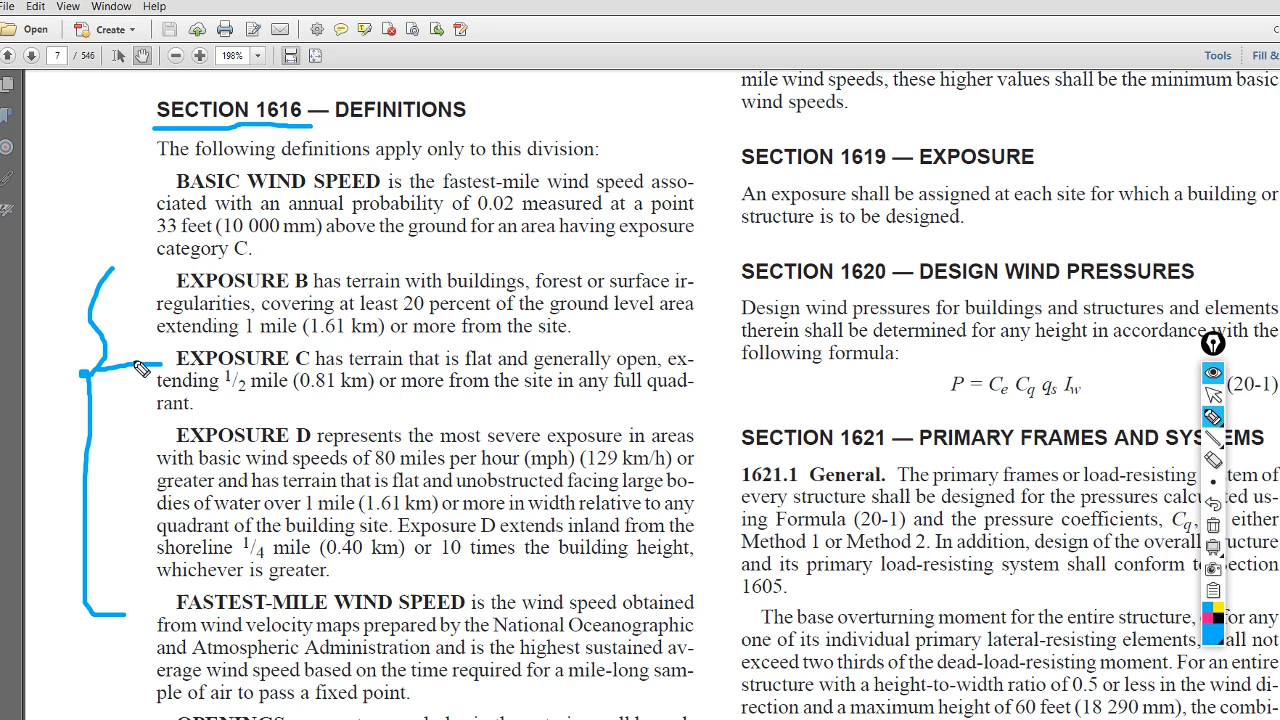 File Edit View Window Help
Open Create
7 / 546 198% Tools Fill &
SECTION 1616 — DEFINITIONS
The following definitions apply only to this division:
BASIC WIND SPEED is the fastest-mile wind speed asso-
ciated with an annual probability of 0.02 measured at a point
33 feet (10 000 mm) above the ground for an area having exposure
category C.
EXPOSURE B has terrain with buildings, forest or surface ir-
regularities, covering at least 20 percent of the ground level area
extending 1 mile (1.61 km) or more from the site.
EXPOSURE C has terrain that is flat and generally open, ex-
tending 1/2 mile (0.81 km) or more from the site in any full quad-
rant.
EXPOSURE D represents the most severe exposure in areas
with basic wind speeds of 80 miles per hour (mph) (129 km/h) or
greater and has terrain that is flat and unobstructed facing large bo-
dies of water over 1 mile (1.61 km) or more in width relative to any
quadrant of the building site. Exposure D extends inland from the
shoreline 1/4 mile (0.40 km) or 10 times the building height,
whichever is greater.
FASTEST-MILE WIND SPEED is the wind speed obtained
from wind velocity maps prepared by the National Oceanographic
and Atmospheric Administration and is the highest sustained av-
erage wind speed based on the time required for a mile-long sam-
ple of air to pass a fixed point.
mile wind speeds, these higher values shall be the minimum basic
wind speeds.
SECTION 1619 — EXPOSURE
An exposure shall be assigned at each site for which a building or
structure is to be designed.
SECTION 1620 — DESIGN WIND PRESSURES
Design wind pressures for buildings and structures and elements
therein shall be determined for any height in accordance with the
following formula:
P = Ce Cq qs Iw (20-1)
SECTION 1621 — PRIMARY FRAMES AND SYSTEMS
1621.1 General. The primary frames or load-resisting system of
every structure shall be designed for the pressures calculated us-
ing Formula (20-1) and the pressure coefficients, Cq, either
Method 1 or Method 2. In addition, design of the overall structure
and its primary load-resisting system shall conform to Section
1605.
The base overturning moment for the entire structure, or for any
one of its individual primary lateral-resisting elements, shall not
exceed two thirds of the dead-load-resisting moment. For an entire
structure with a height-to-width ratio of 0.5 or less in the wind di-
rection and a maximum height of 60 feet (18 290 mm), the combi-